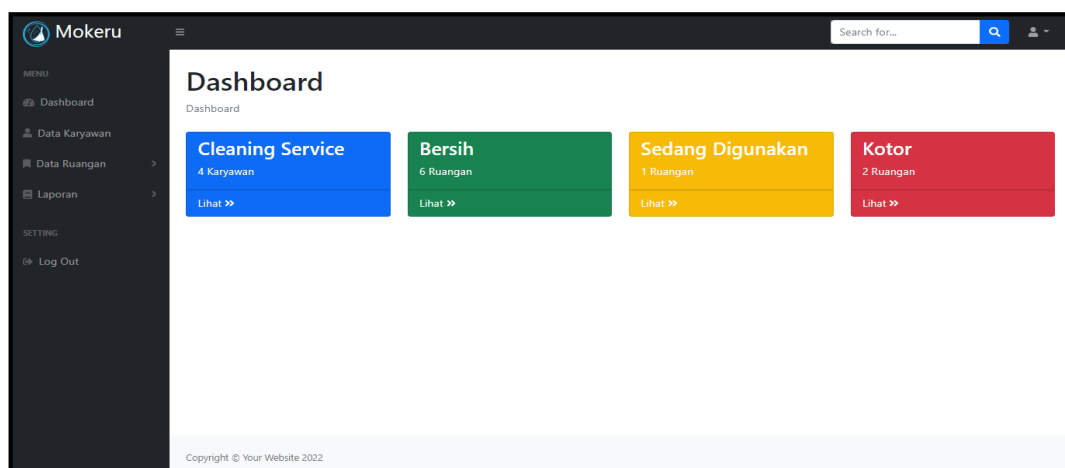 Mokeru
Search for...
MENU
Dashboard
Data Karyawan
Data Ruangan
Laporan
SETTING
Log Out
Dashboard
Dashboard
Cleaning Service
4 Karyawan
Lihat
Bersih
6 Ruangan
Lihat
Sedang Digunakan
1 Ruangan
Lihat
Kotor
2 Ruangan
Lihat
Copyright © Your Website 2022